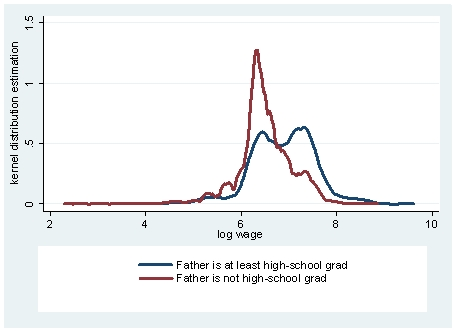 kernel distribution estimation
1.5
1
.5
0
2 4 6 8 10
log wage
Father is at least high-school grad
Father is not high-school grad